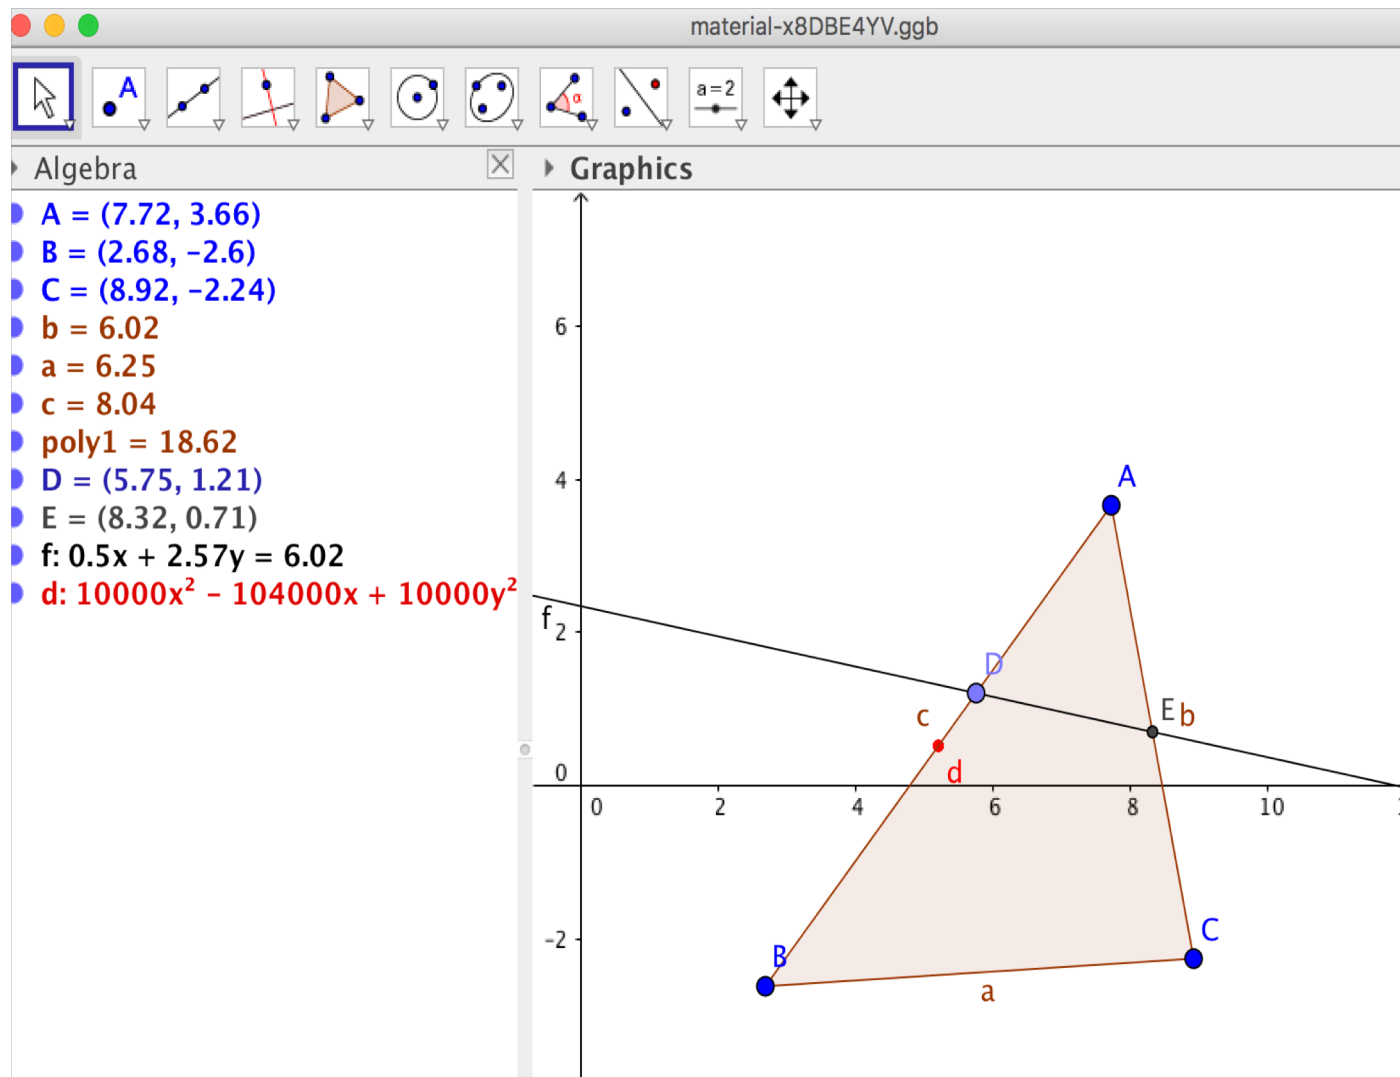 material-x8DBE4YV.ggb
A
α
a=2
Algebra
Graphics
A = (7.72, 3.66)
B = (2.68, -2.6)
C = (8.92, -2.24)
b = 6.02
a = 6.25
c = 8.04
poly1 = 18.62
D = (5.75, 1.21)
E = (8.32, 0.71)
f: 0.5x + 2.57y = 6.02
d: 10000x² - 104000x + 10000y²
6
4
A
f
2
D
c
E b
d
0
0 2 4 6 8 10
-2
B
C
a